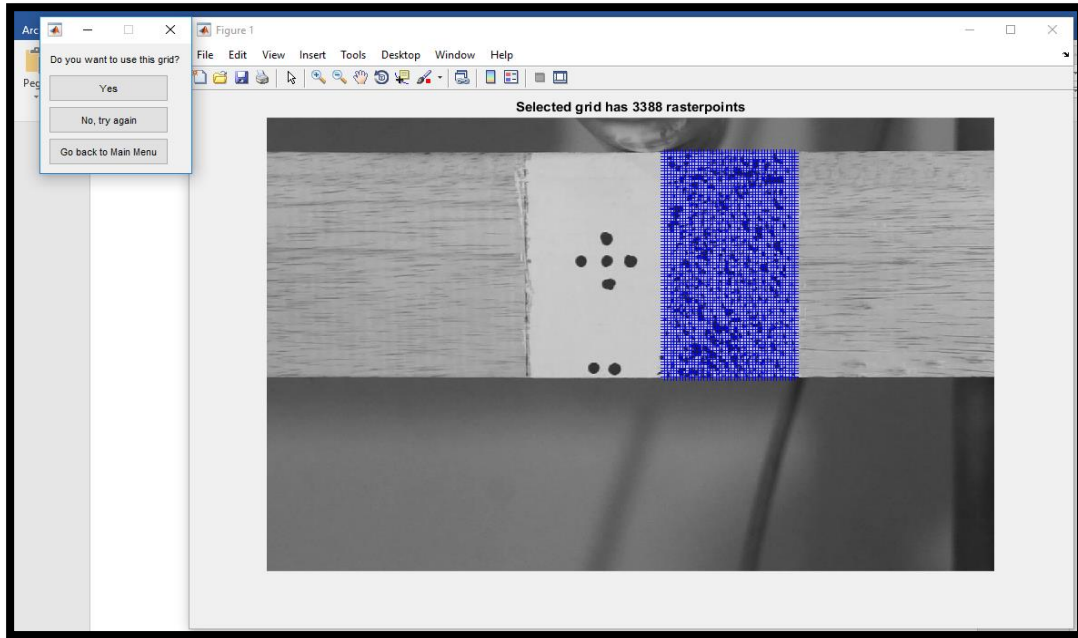 Arc
Peg
Do you want to use this grid?
Yes
No, try again
Go back to Main Menu
Figure 1
File Edit View Insert Tools Desktop Window Help
Selected grid has 3388 rasterpoints